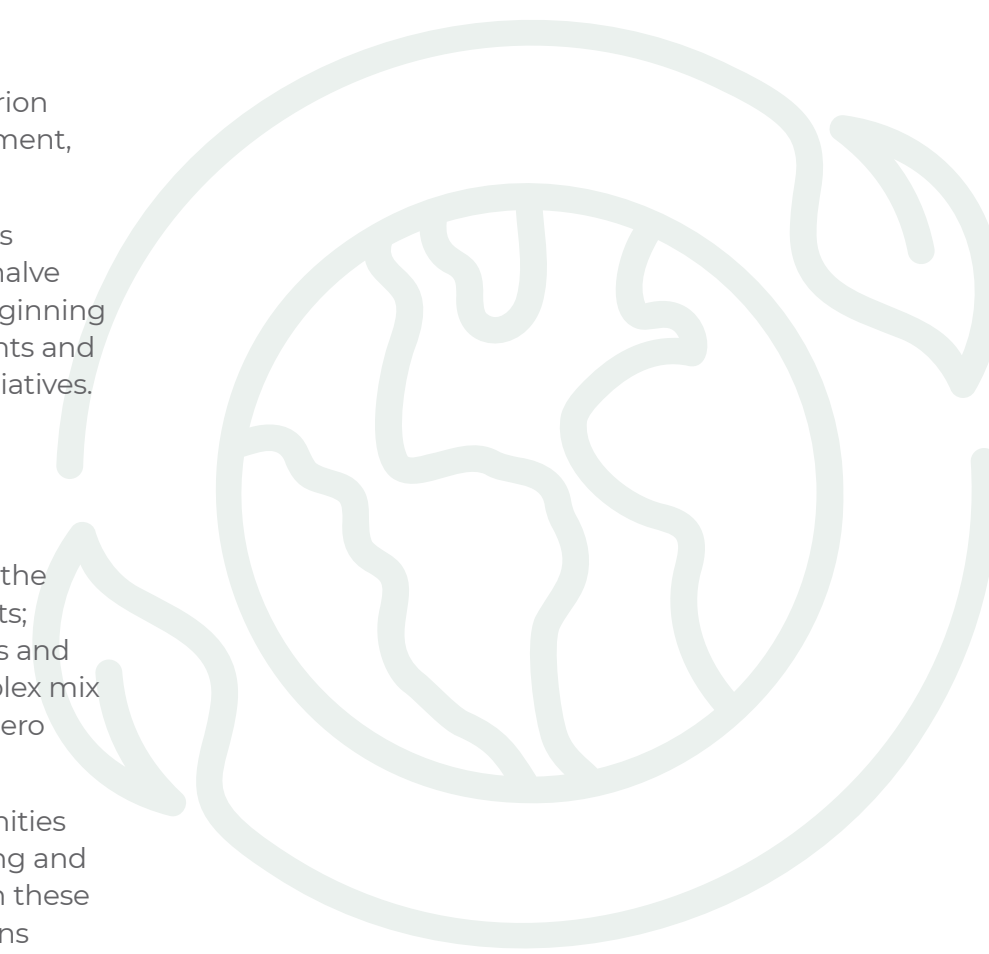 rion
ment,
s
halve
ginning
nts and
iatives.
the
ts;
s and
plex mix
ero
nities
ng and
n these
ns